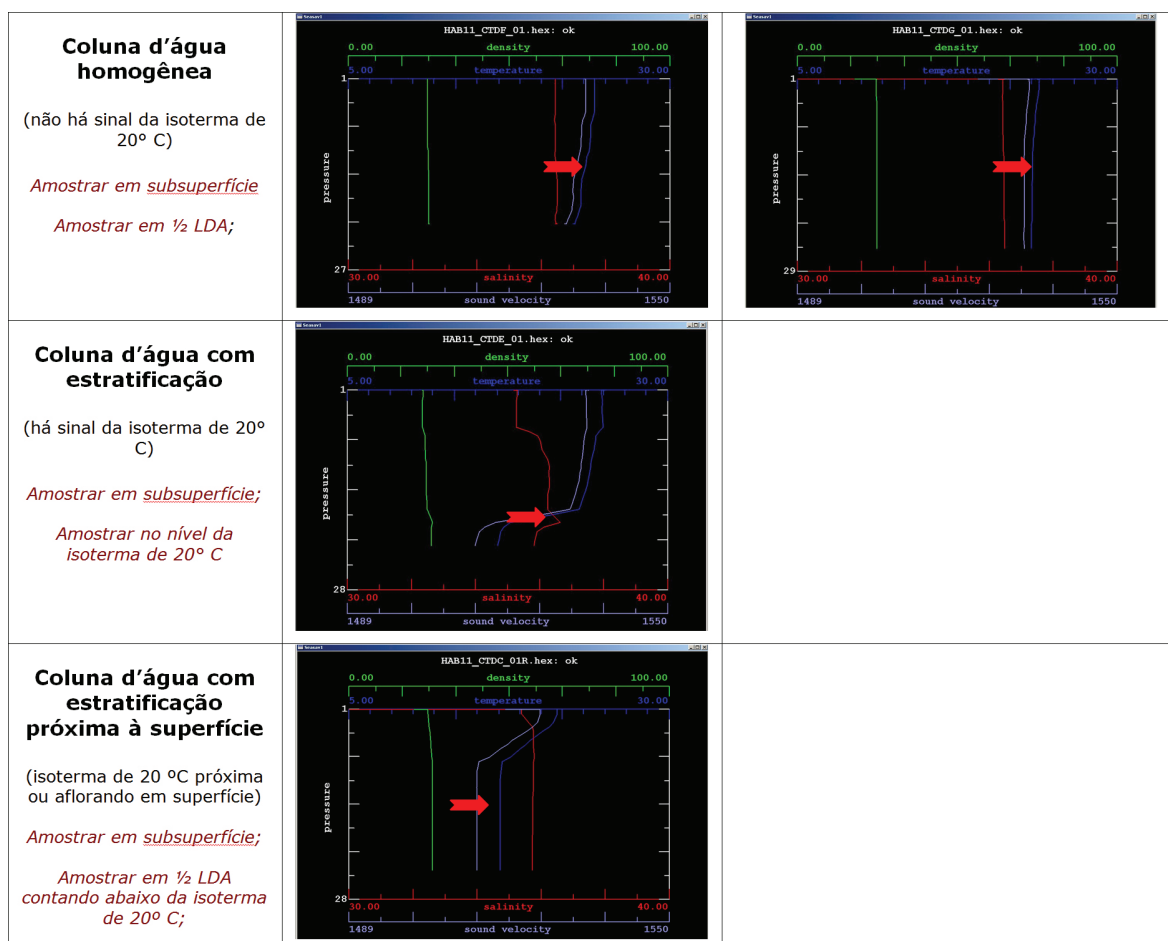 Coluna d’água
homogênea
(não há sinal da isoterma de
20º C)
Amostrar em subsuperfície
Amostrar em ½ LDA;
Seasav1
HAB11_CTDF_01.hex: ok
0.00 density 100.00
5.00 temperature 30.00
1
pressure
27
30.00 salinity 40.00
1489 sound velocity 1550
Seasav1
HAB11_CTDG_01.hex: ok
0.00 density 100.00
5.00 temperature 30.00
1
pressure
29
30.00 salinity 40.00
1489 sound velocity 1550
Coluna d’água com
estratificação
(há sinal da isoterma de 20º
C)
Amostrar em subsuperfície;
Amostrar no nível da
isoterma de 20° C
Seasav1
HAB11_CTDE_01.hex: ok
0.00 density 100.00
5.00 temperature 30.00
1
pressure
28
30.00 salinity 40.00
1489 sound velocity 1550
Coluna d’água com
estratificação
próxima à superfície
(isoterma de 20 ºC próxima
ou aflorando em superfície)
Amostrar em subsuperfície;
Amostrar em ½ LDA
contando abaixo da isoterma
de 20º C;
Seasav1
HAB11_CTDC_01R.hex: ok
0.00 density 100.00
5.00 temperature 30.00
1
pressure
28
30.00 salinity 40.00
1489 sound velocity 1550